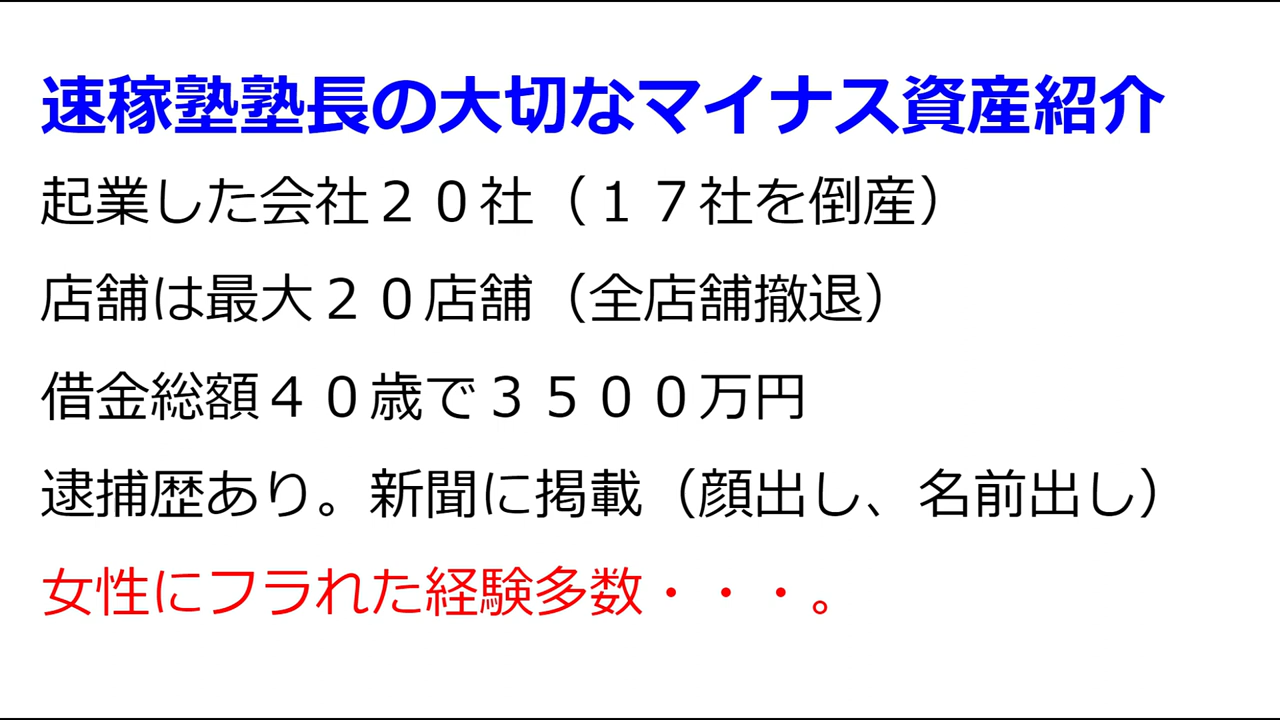 速稼塾塾長の大切なマイナス資産紹介
起業した会社２０社（１７社を倒産）
店舗は最大２０店舗（全店舗撤退）
借金総額４０歳で３５００万円
逮捕歴あり。新聞に掲載（顔出し、名前出し）
女性にフラれた経験多数・・・。